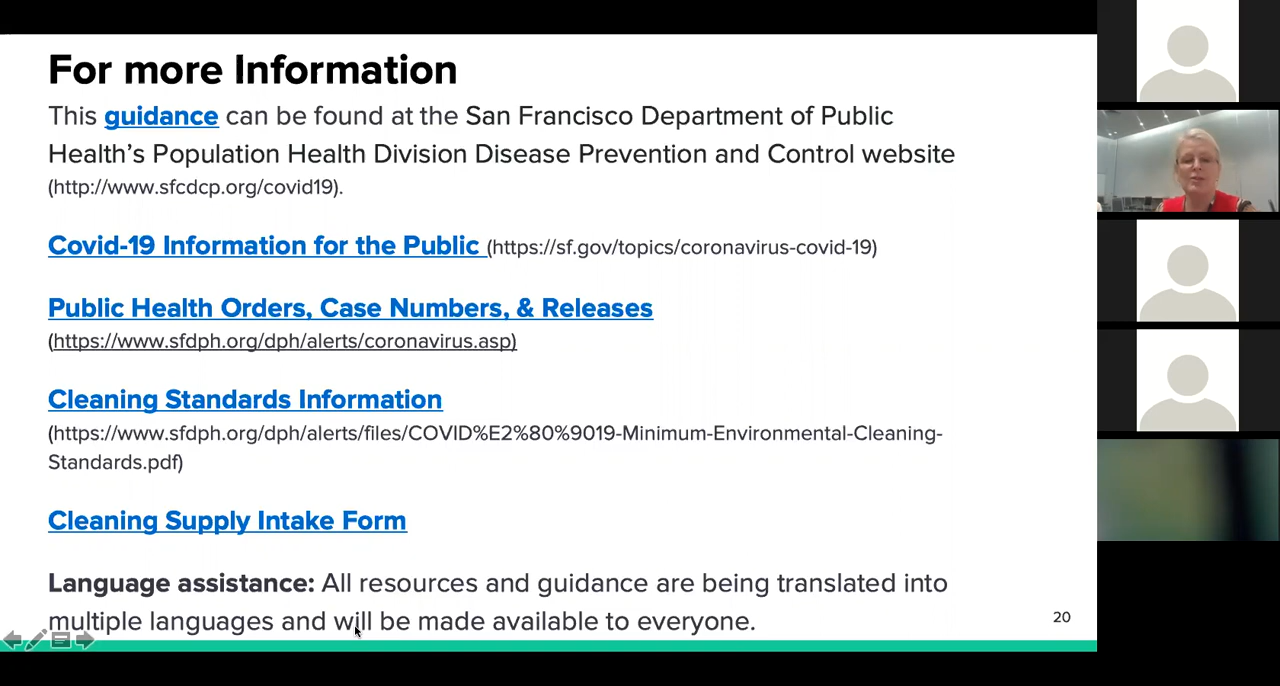 For more Information
This guidance can be found at the San Francisco Department of Public
Health’s Population Health Division Disease Prevention and Control website
(http://www.sfcdcp.org/covid19).
Covid-19 Information for the Public (https://sf.gov/topics/coronavirus-covid-19)
Public Health Orders, Case Numbers, & Releases
(https://www.sfdph.org/dph/alerts/coronavirus.asp)
Cleaning Standards Information
(https://www.sfdph.org/dph/alerts/files/COVID%E2%80%9019-Minimum-Environmental-Cleaning-
Standards.pdf)
Cleaning Supply Intake Form
Language assistance: All resources and guidance are being translated into
multiple languages and will be made available to everyone.
20